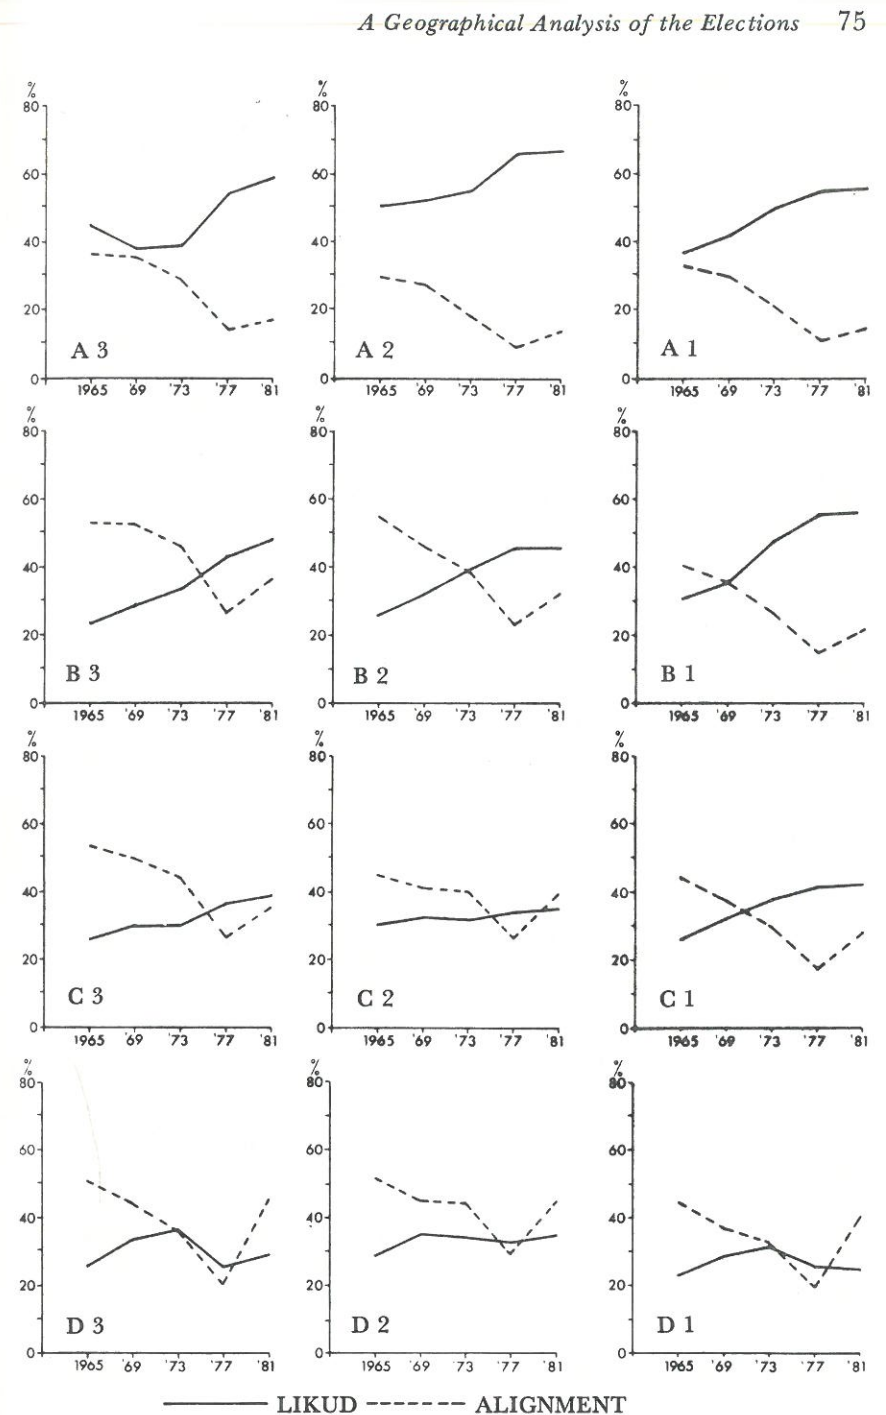 A Geographical Analysis of the Elections 75
% % %
80 80 80
60 60 60
40 40 40
20 20 20
A 3 A 2 A 1
0 0 0
1965 '69 '73 '77 '81 1965 '69 '73 '77 '81 1965 '69 '73 '77 '81
% % %
80 80 80
60 60 60
40 40 40
20 20 20
B 3 B 2 B 1
0 0 0
1965 '69 '73 '77 '81 1965 '69 '73 '77 '81 1965 '69 '73 '77 '81
% % %
80 80 80
60 60 60
40 40 40
20 20 20
C 3 C 2 C 1
0 0 0
1965 '69 '73 '77 '81 1965 '69 '73 '77 '81 1965 '69 '73 '77 '81
% % %
80 80 80
60 60 60
40 40 40
20 20 20
D 3 D 2 D 1
0 0 0
1965 '69 '73 '77 '81 1965 '69 '73 '77 '81 1965 '69 '73 '77 '81
LIKUD ALIGNMENT